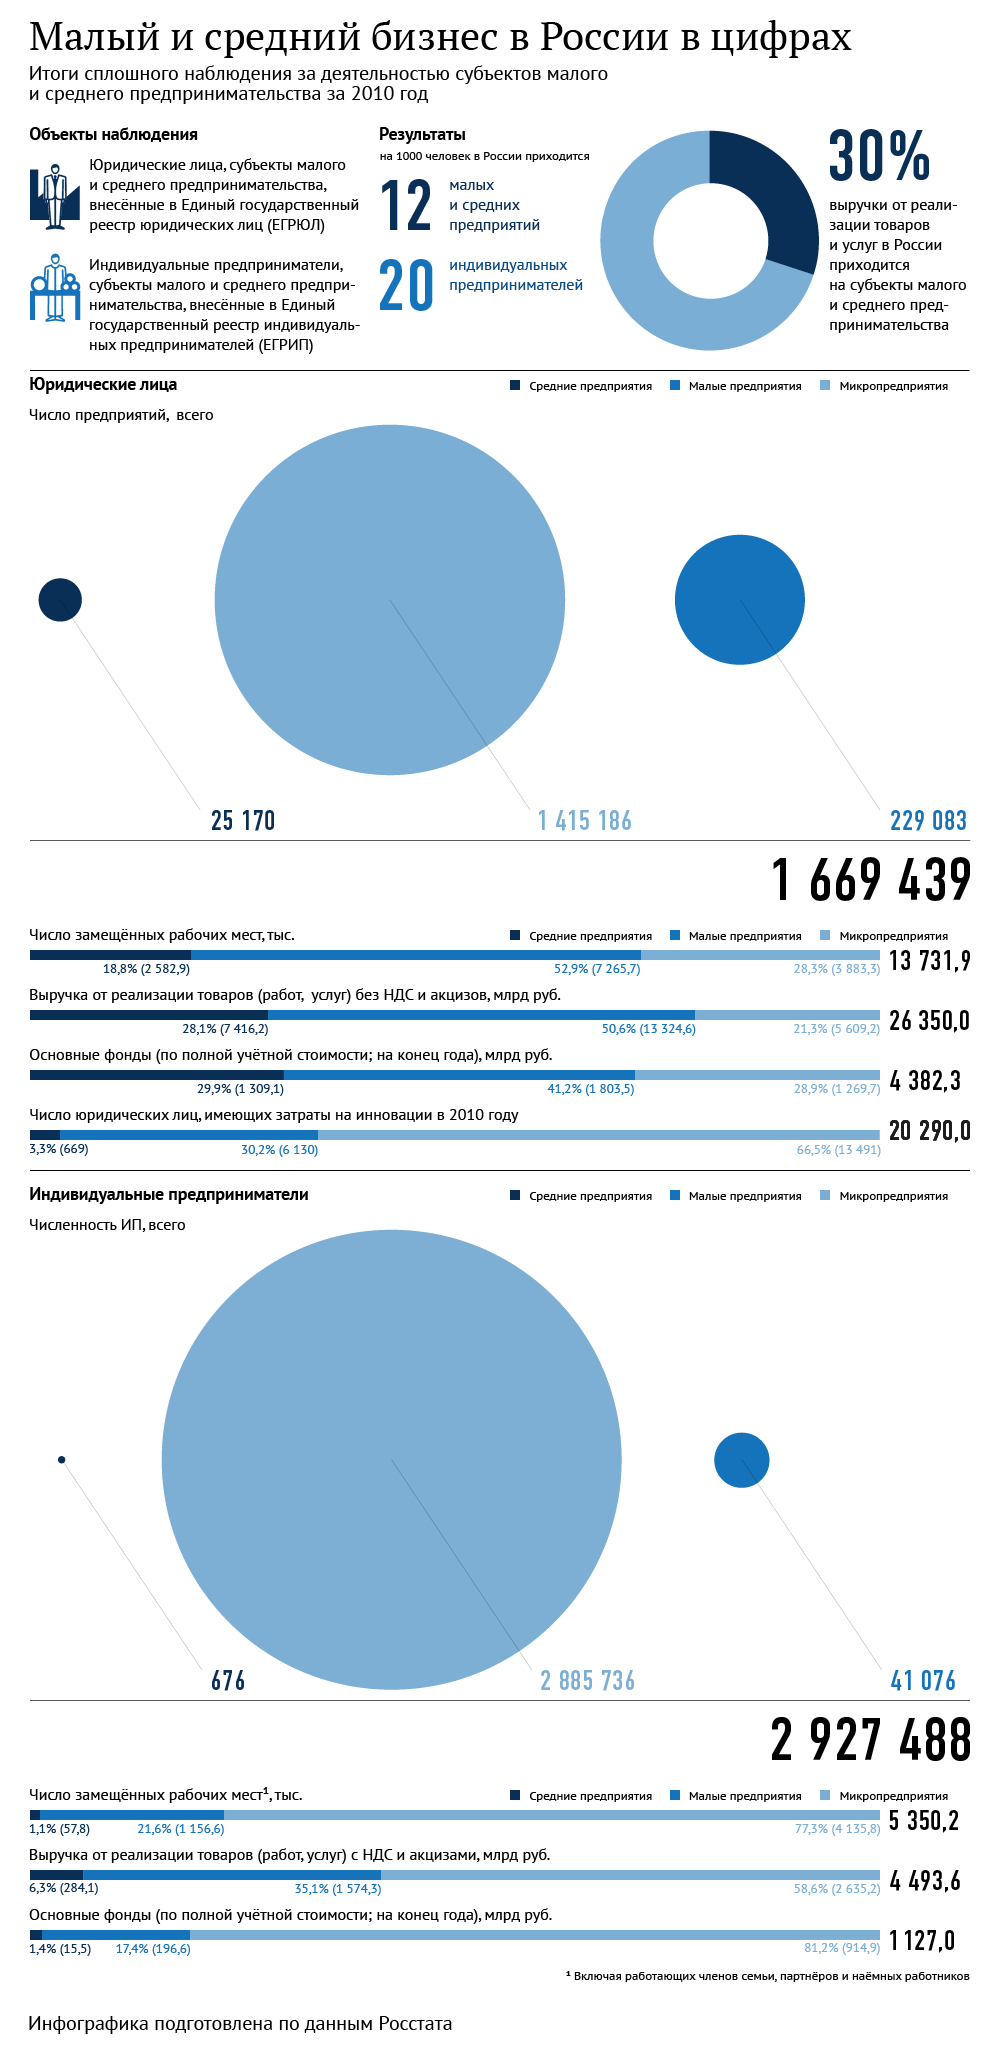 Малый и средний бизнес в России в цифрах
Итоги сплошного наблюдения за деятельностью субъектов малого
и среднего предпринимательства за 2010 год
Объекты наблюдения
Юридические лица, субъекты малого
и среднего предпринимательства,
внесённые в Единый государственный
реестр юридических лиц (ЕГРЮЛ)
Индивидуальные предприниматели,
субъекты малого и среднего предпри-
нимательства, внесённые в Единый
государственный реестр индивидуаль-
ных предпринимателей (ЕГРИП)
Результаты
на 1000 человек в России приходится
12
малых
и средних
предприятий
20
индивидуальных
предпринимателей
30%
выручки от реали-
зации товаров
и услуг в России
приходится
на субъекты малого
и среднего пред-
принимательства
Юридические лица
Средние предприятия Малые предприятия Микропредприятия
Число предприятий, всего
25 170 1 415 186 229 083
1 669 439
Число замещённых рабочих мест, тыс.
Средние предприятия Малые предприятия Микропредприятия
18,8% (2 582,9) 52,9% (7 265,7) 28,3% (3 883,3) 13 731,9
Выручка от реализации товаров (работ, услуг) без НДС и акцизов, млрд руб.
28,1% (7 416,2) 50,6% (13 324,6) 21,3% (5 609,2) 26 350,0
Основные фонды (по полной учётной стоимости; на конец года), млрд руб.
29,9% (1 309,1) 41,2% (1 803,5) 28,9% (1 269,7) 4 382,3
Число юридических лиц, имеющих затраты на инновации в 2010 году
3,3% (669) 30,2% (6 130) 66,5% (13 491) 20 290,0
Индивидуальные предприниматели
Средние предприятия Малые предприятия Микропредприятия
Численность ИП, всего
676 2 885 736 41 076
2 927 488
Число замещённых рабочих мест¹, тыс.
Средние предприятия Малые предприятия Микропредприятия
1,1% (57,8) 21,6% (1 156,6) 77,3% (4 135,8) 5 350,2
Выручка от реализации товаров (работ, услуг) с НДС и акцизами, млрд руб.
6,3% (284,1) 35,1% (1 574,3) 58,6% (2 635,2) 4 493,6
Основные фонды (по полной учётной стоимости; на конец года), млрд руб.
1,4% (15,5) 17,4% (196,6) 81,2% (914,9) 1 127,0
¹ Включая работающих членов семьи, партнёров и наёмных работников
Инфографика подготовлена по данным Росстата